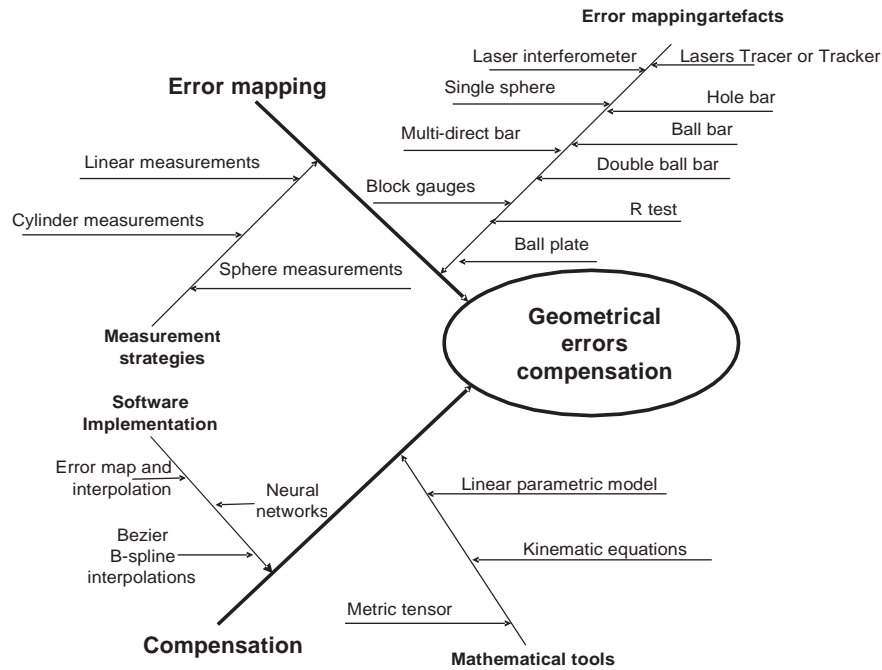 Error mappingartefacts
Laser interferometer
Lasers Tracer or Tracker
Error mapping
Single sphere
Hole bar
Multi-direct bar
Ball bar
Linear measurements
Double ball bar
Block gauges
R test
Cylinder measurements
Ball plate
Sphere measurements
Geometrical
errors
compensation
Measurement
strategies
Software
Implementation
Error map and
interpolation
Neural
networks
Linear parametric model
Bezier
B-spline
interpolations
Kinematic equations
Metric tensor
Compensation
Mathematical tools